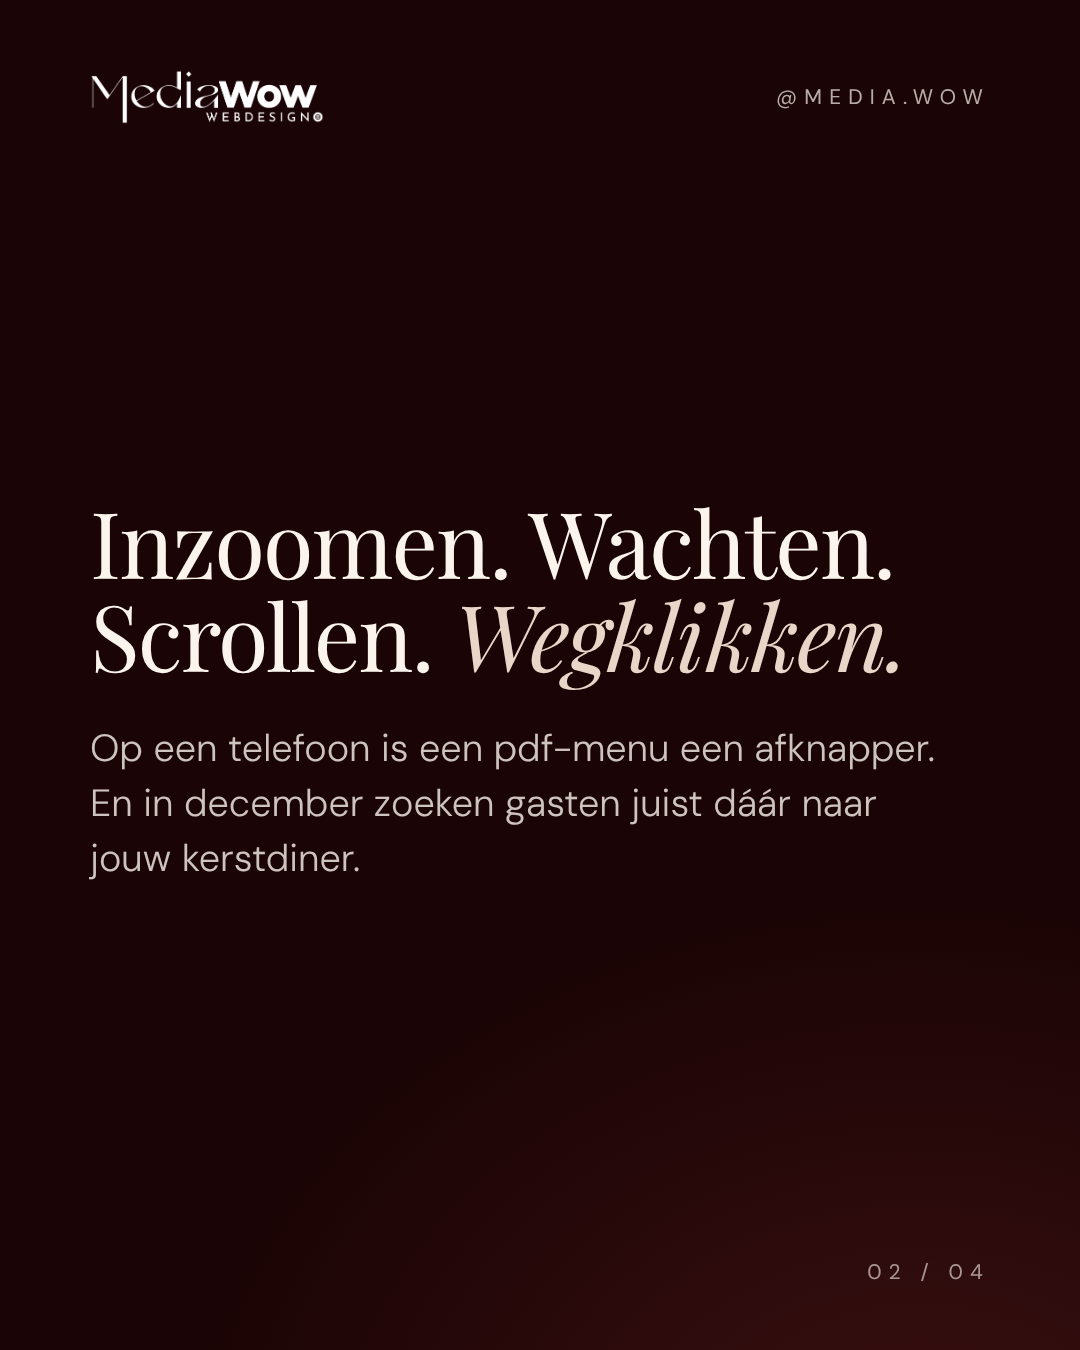 MediaWow
WEBDESIGN
@MEDIA.WOW
Inzoomen. Wachten.
Scrollen. Wegklikken.
Op een telefoon is een pdf-menu een afknapper.
En in december zoeken gasten juist dáár naar
jouw kerstdiner.
02 / 04